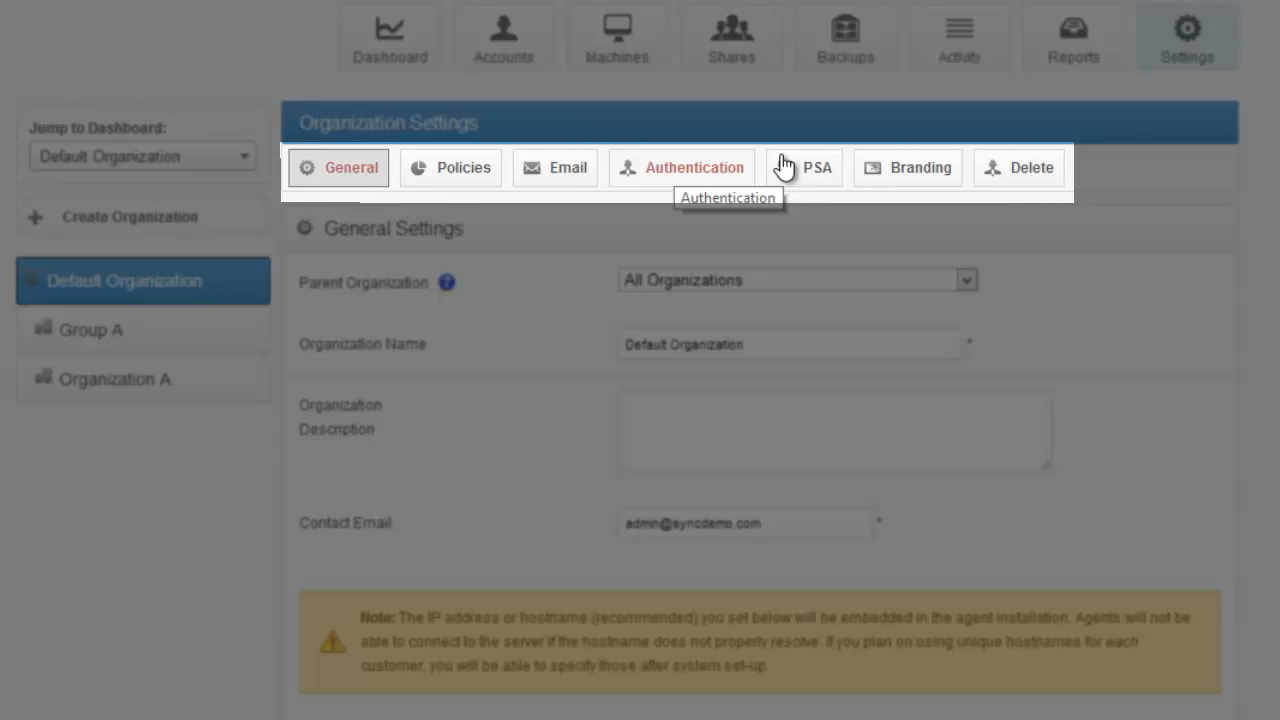 Dashboard Accounts Machines Shares Backups Activity Reports Settings
Jump to Dashboard:
Default Organization
Create Organization
Default Organization
Group A
Organization A
Organization Settings
General Policies Email Authentication PSA Branding Delete
Authentication
General Settings
Parent Organization ? All Organizations
Organization Name Default Organization *
Organization
Description
Contact Email admin@syncdemo.com *
Note: The IP address or hostname (recommended) you set below will be embedded in the agent installation. Agents will not be
able to connect to the server if the hostname does not properly resolve. If you plan on using unique hostnames for each
customer, you will be able to specify those after system set-up.